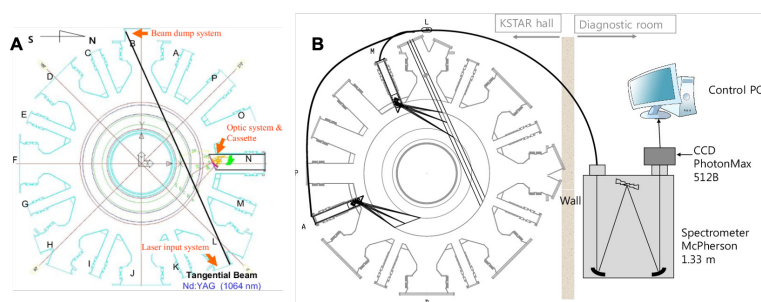 A
S
N
Beam dump system
B
C
A
D
P
E
O
Optic system &
Cassette
F
N
G
M
H
L
Laser input system
I
J
K
Tangential Beam
Nd:YAG (1064 nm)
B
L
M
P
A
KSTAR hall
Diagnostic room
Control PC
CCD
PhotonMax
512B
Wall
Spectrometer
McPherson
1.33 m